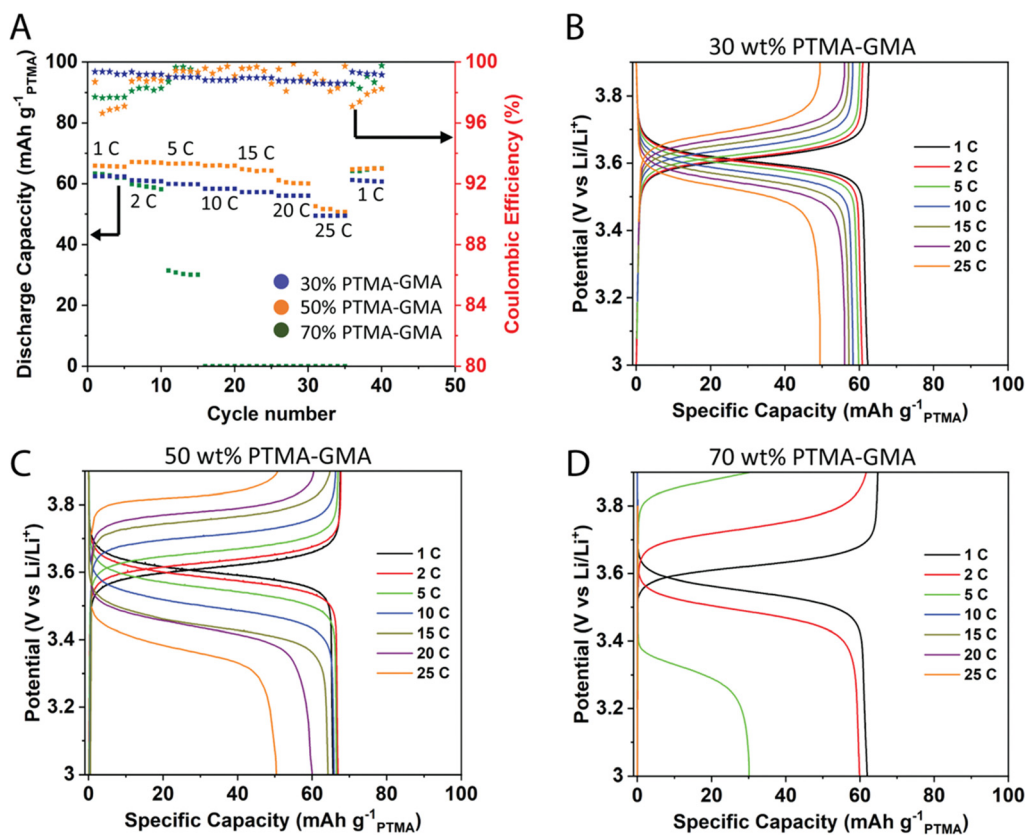 A
Discharge Capaccity (mAh g⁻¹PTMA)
100
80
60
40
20
0
1 C
2 C
5 C
10 C
15 C
20 C
25 C
1 C
30% PTMA-GMA
50% PTMA-GMA
70% PTMA-GMA
0 10 20 30 40 50
Cycle number
100
96
92
88
84
80
Coulombic Efficiency (%)
B
30 wt% PTMA-GMA
Potential (V vs Li/Li⁺)
3.8
3.6
3.4
3.2
3
1 C
2 C
5 C
10 C
15 C
20 C
25 C
0 20 40 60 80 100
Specific Capacity (mAh g⁻¹PTMA)
C
50 wt% PTMA-GMA
Potential (V vs Li/Li⁺)
3.8
3.6
3.4
3.2
3
1 C
2 C
5 C
10 C
15 C
20 C
25 C
0 20 40 60 80 100
Specific Capacity (mAh g⁻¹PTMA)
D
70 wt% PTMA-GMA
Potential (V vs Li/Li⁺)
3.8
3.6
3.4
3.2
3
1 C
2 C
5 C
10 C
15 C
20 C
25 C
0 20 40 60 80 100
Specific Capacity (mAh g⁻¹PTMA)